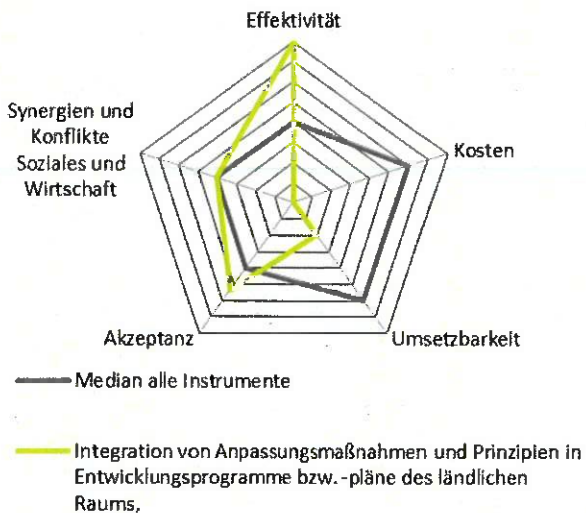 Effektivität
Synergien und
Konflikte
Soziales und
Wirtschaft
Kosten
Akzeptanz
Umsetzbarkeit
Median alle Instrumente
Integration von Anpassungsmaßnahmen und Prinzipien in
Entwicklungsprogramme bzw. -pläne des ländlichen
Raums,